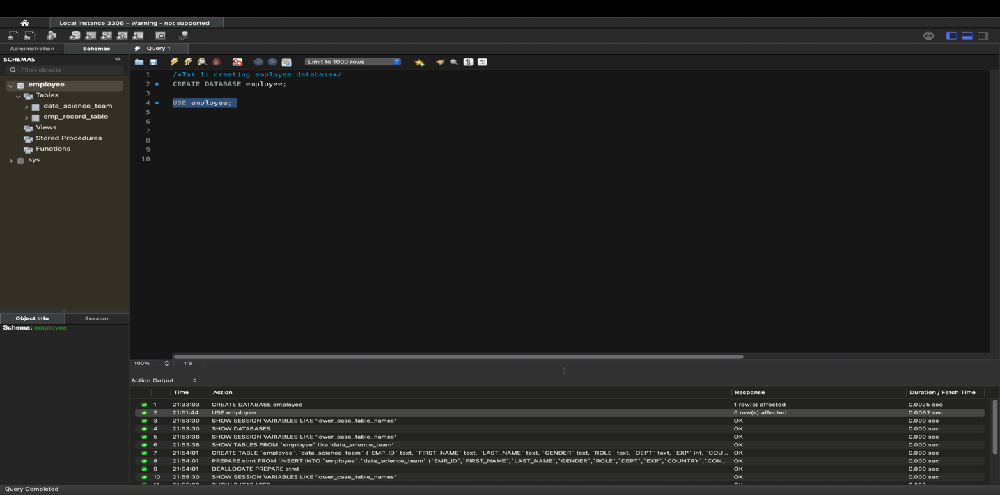 Local instance 3306 - Warning - not supported
Administration
Schemas
Query 1
SCHEMAS
Filter objects
employee
Tables
data_science_team
emp_record_table
Views
Stored Procedures
Functions
sys
Limit to 1000 rows
1 /*Tak 1: creating employee database*/
2 CREATE DATABASE employee;
3
4 USE employee;
5
6
7
8
9
10
Object Info
Session
Schema: employee
100% 1:5
Action Output
Time Action Response Duration / Fetch Time
1 21:33:03 CREATE DATABASE employee 1 row(s) affected 0.0025 sec
2 21:51:44 USE employee 0 row(s) affected 0.0082 sec
3 21:53:30 SHOW SESSION VARIABLES LIKE 'lower_case_table_names' OK 0.000 sec
4 21:53:30 SHOW DATABASES OK 0.000 sec
5 21:53:38 SHOW SESSION VARIABLES LIKE 'lower_case_table_names' OK 0.000 sec
6 21:53:38 SHOW TABLES FROM `employee` like 'data_science_team' OK 0.000 sec
7 21:54:01 CREATE TABLE `employee`.`data_science_team` (`EMP_ID` text, `FIRST_NAME` text, `LAST_NAME` text, `GENDER` text, `ROLE` text, `DEPT` text, `EXP` int, `COU... OK 0.000 sec
8 21:54:01 PREPARE stmt FROM 'INSERT INTO `employee`.`data_science_team` (`EMP_ID`,`FIRST_NAME`,`LAST_NAME`,`GENDER`,`ROLE`,`DEPT`,`EXP`,`COUNTRY`,`CON... OK 0.000 sec
9 21:54:01 DEALLOCATE PREPARE stmt OK 0.000 sec
10 21:55:30 SHOW SESSION VARIABLES LIKE 'lower_case_table_names' OK 0.000 sec
Query Completed